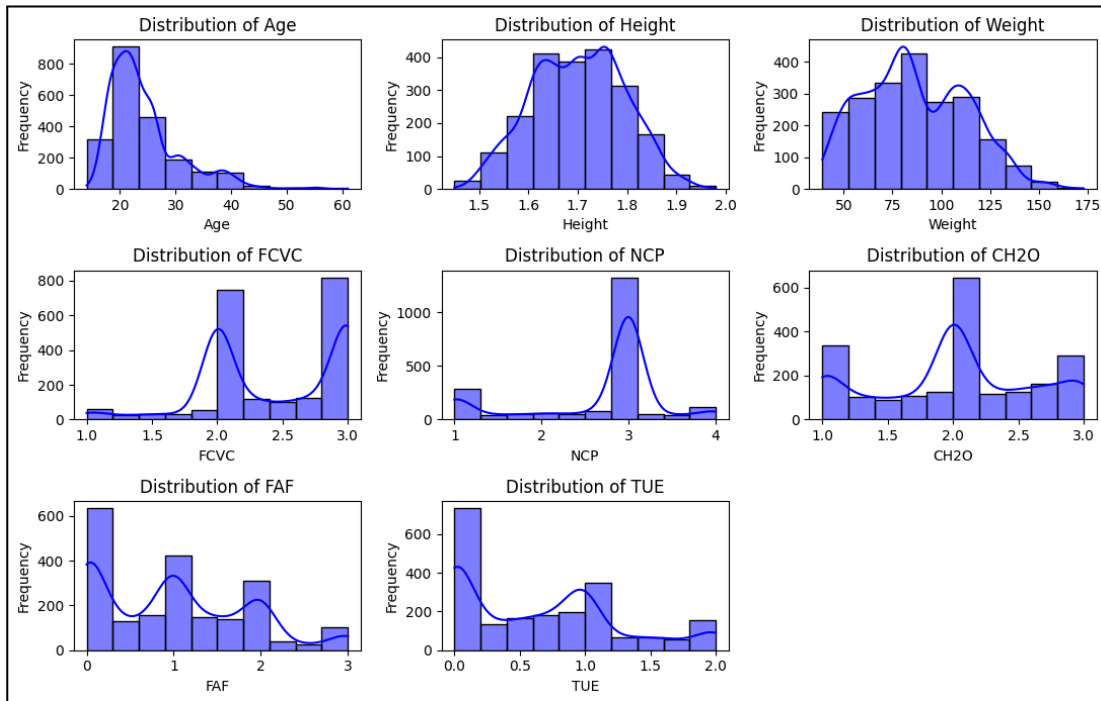 Distribution of Age
Frequency
800
600
400
200
0
20 30 40 50 60
Age
Distribution of Height
Frequency
400
300
200
100
0
1.5 1.6 1.7 1.8 1.9 2.0
Height
Distribution of Weight
Frequency
400
300
200
100
0
50 75 100 125 150 175
Weight
Distribution of FCVC
Frequency
800
600
400
200
0
1.0 1.5 2.0 2.5 3.0
FCVC
Distribution of NCP
Frequency
1000
500
0
1 2 3 4
NCP
Distribution of CH2O
Frequency
600
400
200
0
1.0 1.5 2.0 2.5 3.0
CH2O
Distribution of FAF
Frequency
600
400
200
0
0 1 2 3
FAF
Distribution of TUE
Frequency
600
400
200
0
0.0 0.5 1.0 1.5 2.0
TUE